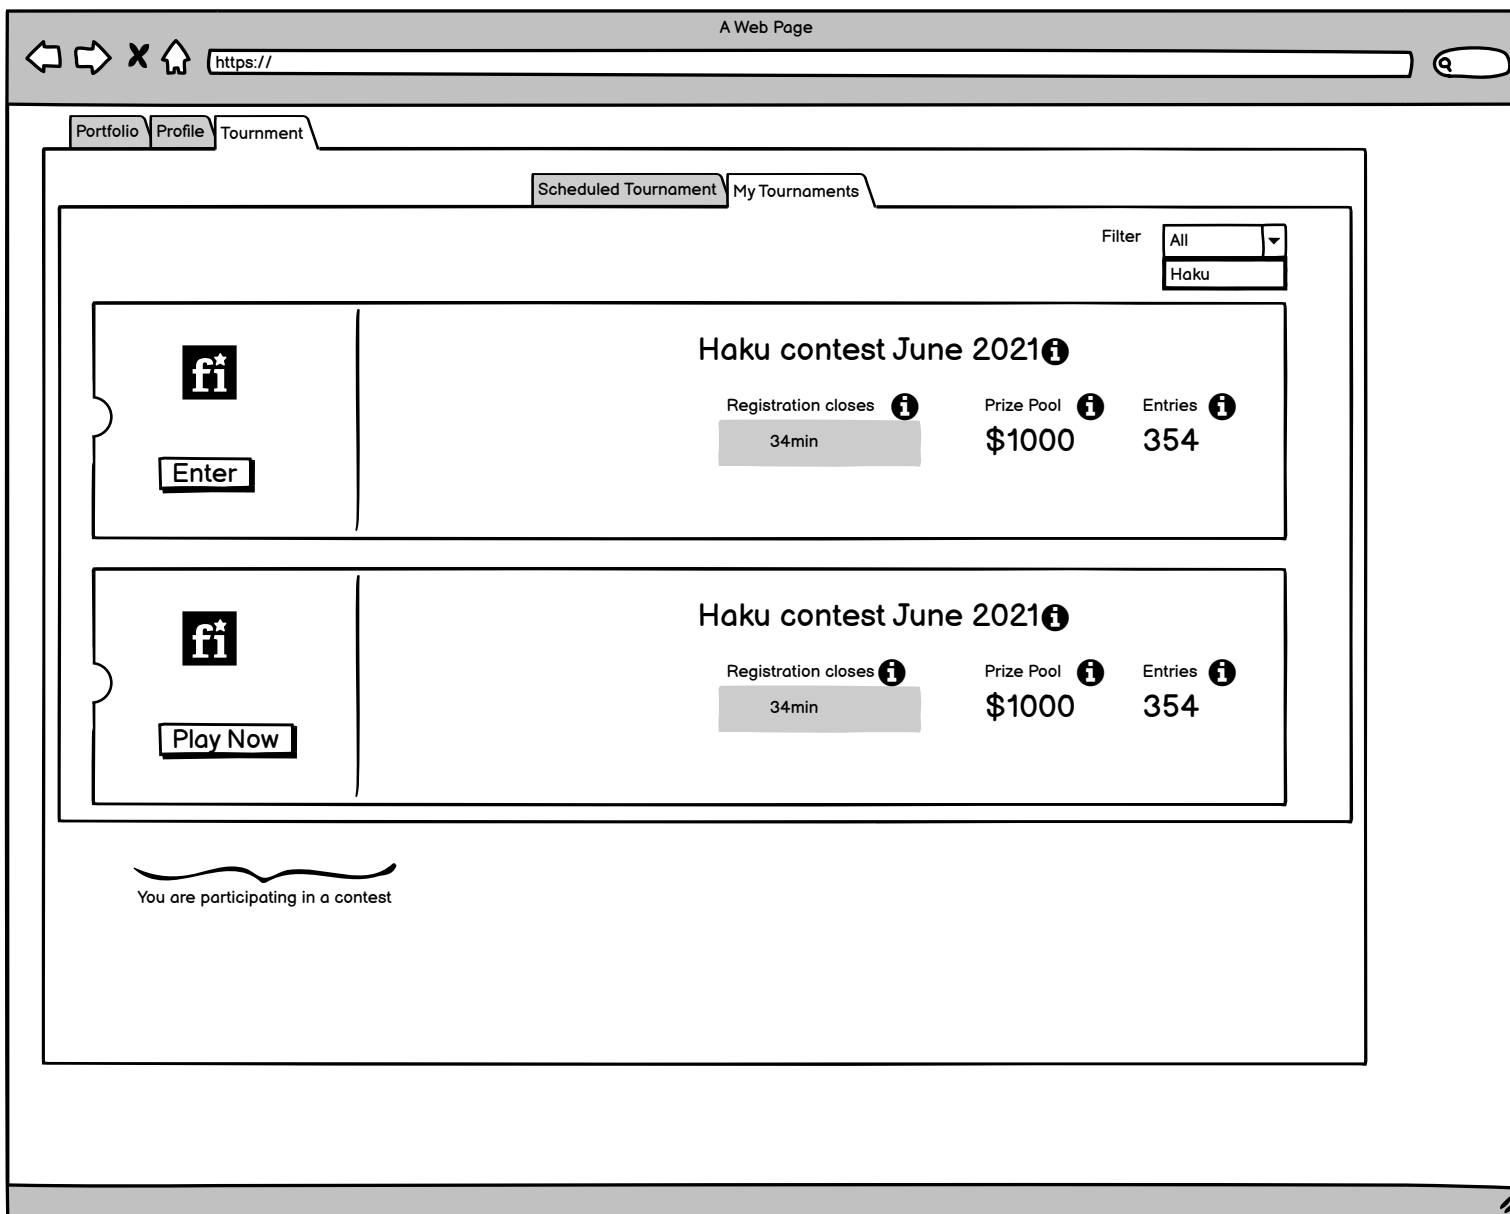 A Web Page
https://
Portfolio Profile Tournment
Scheduled Tournament My Tournaments
Filter All
Haku
fi
Haku contest June 2021
Registration closes Prize Pool Entries
34min $1000 354
Enter
fi
Haku contest June 2021
Registration closes Prize Pool Entries
34min $1000 354
Play Now
You are participating in a contest